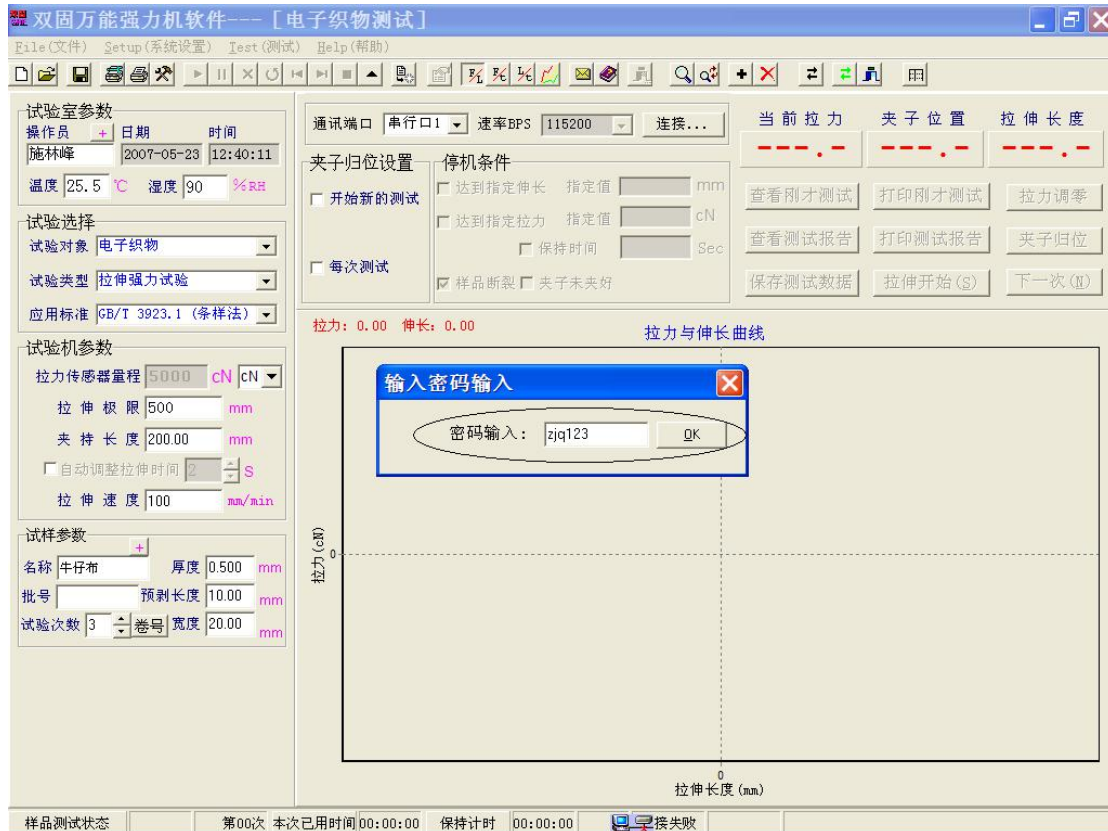 双固万能强力机软件--- [电子织物测试]
File(文件) Setup(系统设置) Test(测试) Help(帮助)
试验室参数
操作员 + 日期 时间
施林峰 2007-05-23 12:40:11
温度 25.5 ℃ 湿度 90 %RH
试验选择
试验对象 电子织物
试验类型 拉伸强力试验
应用标准 GB/T 3923.1 (条样法)
试验机参数
拉力传感器量程 5000 cN cN
拉伸极限 500 mm
夹持长度 200.00 mm
自动调整拉伸时间 2 S
拉伸速度 100 mm/min
试样参数
+
名称 牛仔布 厚度 0.500 mm
批号 预剥长度 10.00 mm
试验次数 3 卷号 宽度 20.00 mm
通讯端口 串行口1 速率BPS 115200 连接...
夹子归位设置
开始新的测试
每次测试
停机条件
达到指定伸长 指定值 mm
达到指定拉力 指定值 cN
保持时间 Sec
样品断裂 夹子未夹好
当前拉力 夹子位置 拉伸长度
---.- ---.- ---.-
查看刚才测试 打印刚才测试 拉力调零
查看测试报告 打印测试报告 夹子归位
保存测试数据 拉伸开始(S) 下一次(N)
拉力: 0.00 伸长: 0.00
拉力与伸长曲线
输入密码输入
密码输入: zjq123 OK
拉力(cN)
0
0
拉伸长度(mm)
样品测试状态 第00次 本次已用时间 00:00:00 保持计时 00:00:00 接失败